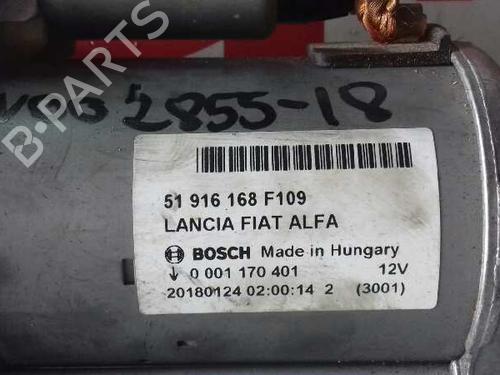 2855-18
51 916 168 F109
LANCIA FIAT ALFA
BOSCH Made in Hungary
0 001 170 401 12V
20180124 02:00:14 2 (3001)